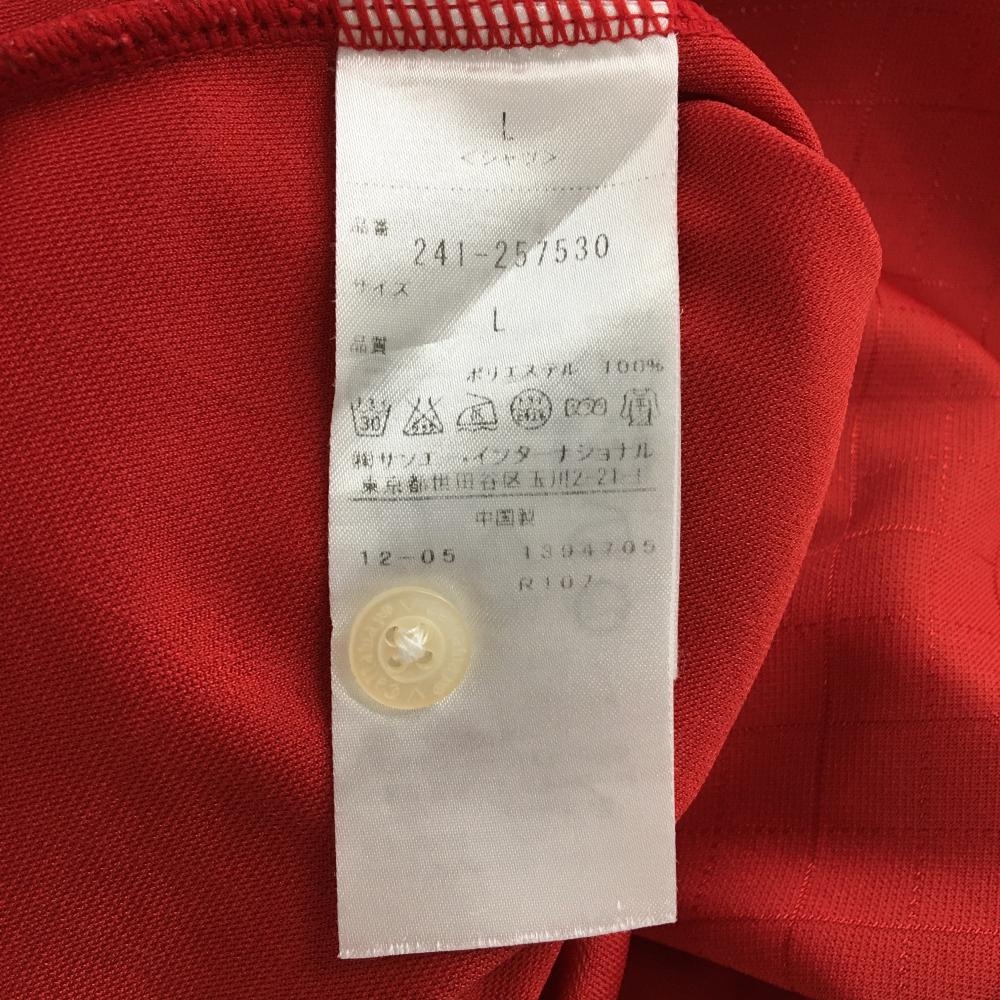 L
<シャツ>
品番
241-257530
サイズ
L
品質
ポリエステル 100%
30
㈱サンエー・インターナショナル
東京都世田谷区玉川2-21-1
中国製
12-05 1394705
R107